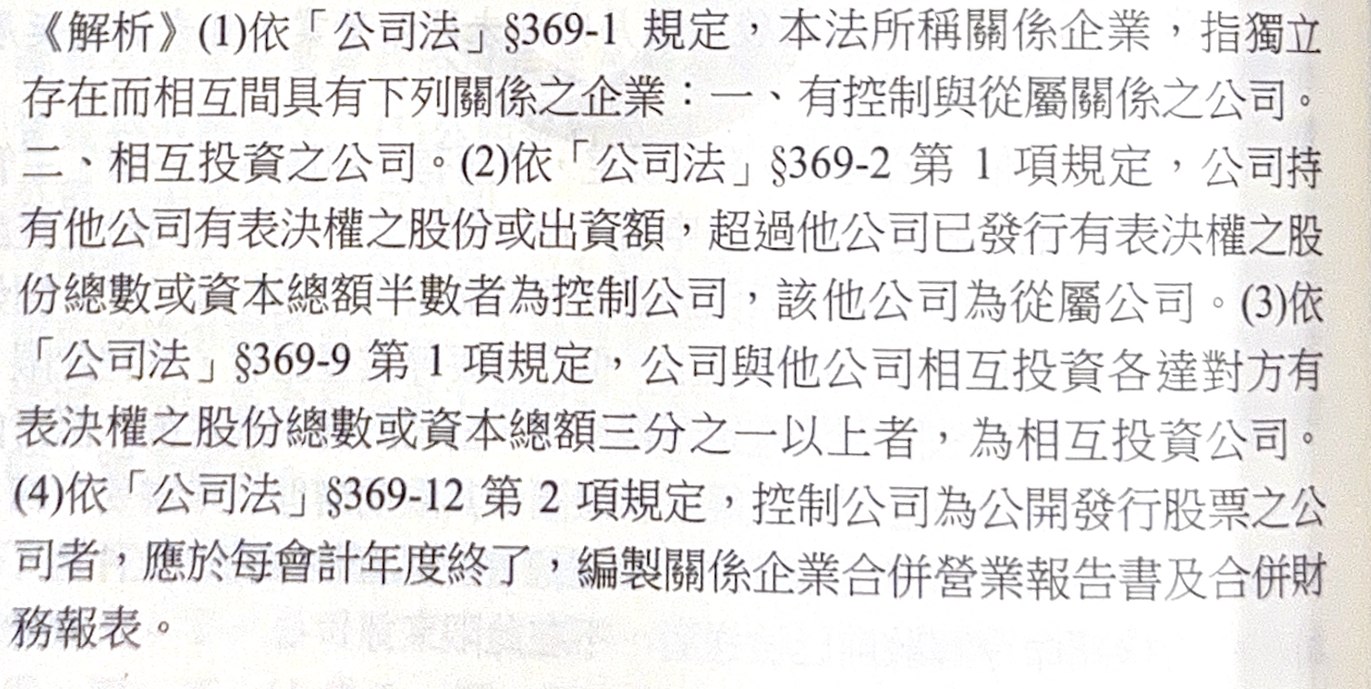 《解析》(1)依「公司法」§369-1 規定，本法所稱關係企業，指獨立
存在而相互間具有下列關係之企業：一、有控制與從屬關係之公司。
二、相互投資之公司。(2)依「公司法」§369-2 第 1 項規定，公司持
有他公司有表決權之股份或出資額，超過他公司已發行有表決權之股
份總數或資本總額半數者為控制公司，該他公司為從屬公司。(3)依
「公司法」§369-9 第 1 項規定，公司與他公司相互投資各達對方有
表決權之股份總數或資本總額三分之一以上者，為相互投資公司。
(4)依「公司法」§369-12 第 2 項規定，控制公司為公開發行股票之公
司者，應於每會計年度終了，編製關係企業合併營業報告書及合併財
務報表。